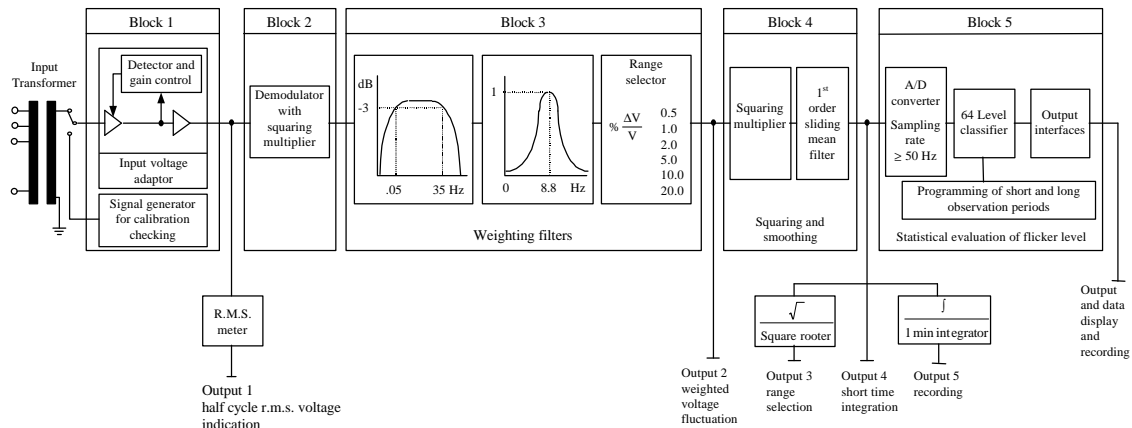 Block 1
Block 2
Block 3
Block 4
Block 5
Input
Transformer
Detector and
gain control
Input voltage
adaptor
Signal generator
for calibration
checking
Demodulator
with
squaring
multiplier
dB
-3
.05
35 Hz
1
0
8.8
Hz
Range
selector
% ΔV
V
0.5
1.0
2.0
5.0
10.0
20.0
Weighting filters
Squaring
multiplier
1st
order
sliding
mean
filter
Squaring and
smoothing
A/D
converter
Sampling
rate
≥ 50 Hz
64 Level
classifier
Output
interfaces
Programming of short and long
observation periods
Statistical evaluation of flicker level
R.M.S.
meter
Output 1
half cycle r.m.s. voltage
indication
√
Square rooter
∫
1 min integrator
Output 2
weighted
voltage
fluctuation
Output 3
range
selection
Output 4
short time
integration
Output 5
recording
Output
and data
display
and
recording